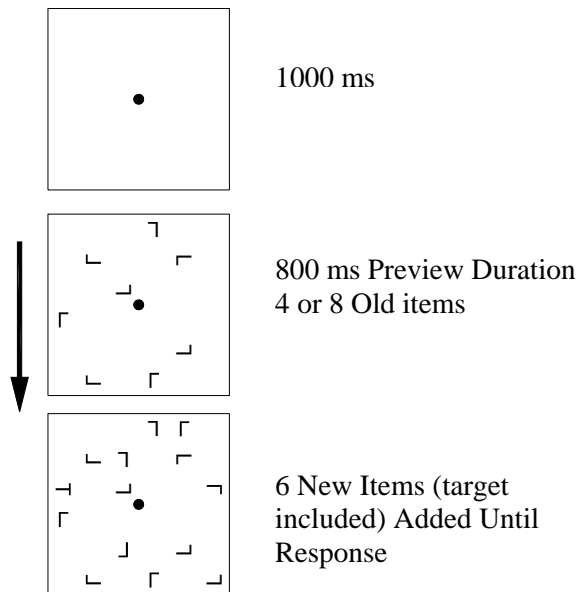 1000 ms
800 ms Preview Duration
4 or 8 Old items
6 New Items (target
included) Added Until
Response